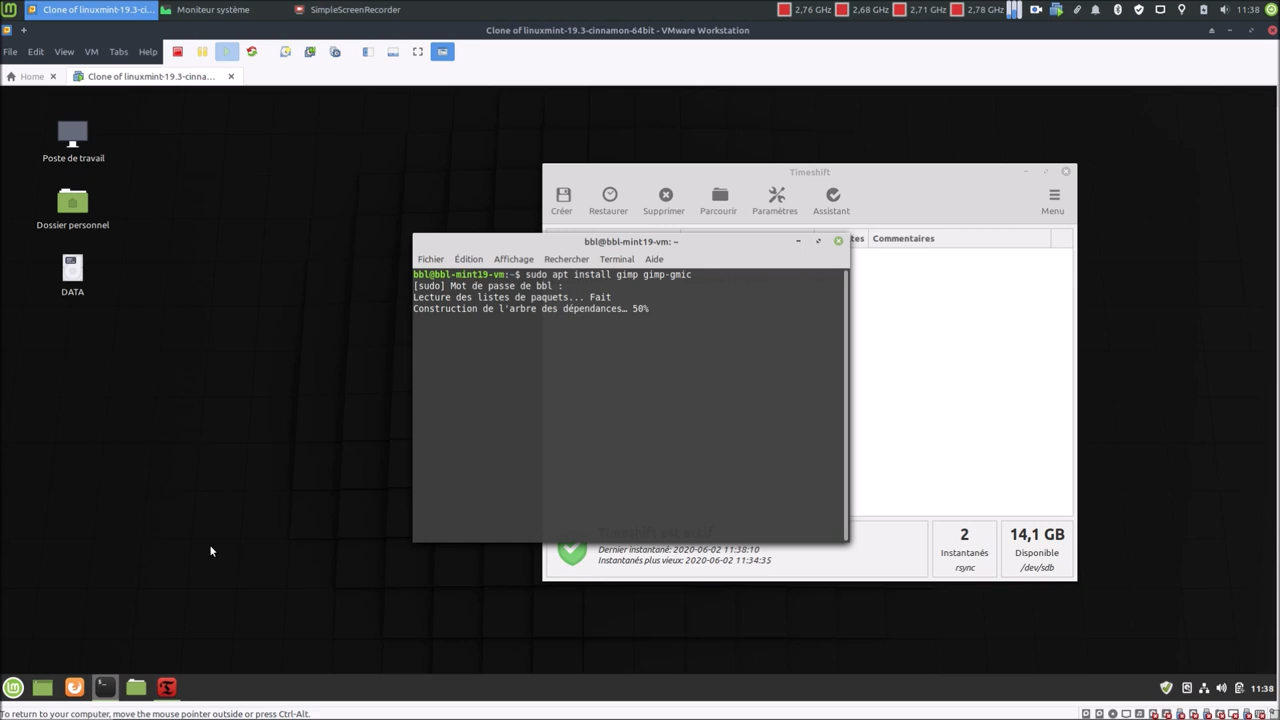 Clone of linuxmint-19.3-ci...
Moniteur système
SimpleScreenRecorder
2,76 GHz
2,68 GHz
2,71 GHz
2,78 GHz
11:38
Clone of linuxmint-19.3-cinnamon-64bit - VMware Workstation
File Edit View VM Tabs Help
Home
Clone of linuxmint-19.3-cinna...
Poste de travail
Dossier personnel
DATA
Timeshift
Créer Restaurer Supprimer Parcourir Paramètres Assistant Menu
Commentaires
bbl@bbl-mint19-vm: ~
Fichier Édition Affichage Rechercher Terminal Aide
bbl@bbl-mint19-vm:~$ sudo apt install gimp gimp-gmic
[sudo] Mot de passe de bbl :
Lecture des listes de paquets... Fait
Construction de l'arbre des dépendances… 50%
Timeshift est actif
Dernier instantané: 2020-06-02 11:38:10
Instantanés plus vieux: 2020-06-02 11:34:35
2
Instantanés
rsync
14,1 GB
Disponible
/dev/sdb
11:38
To return to your computer, move the mouse pointer outside or press Ctrl-Alt.